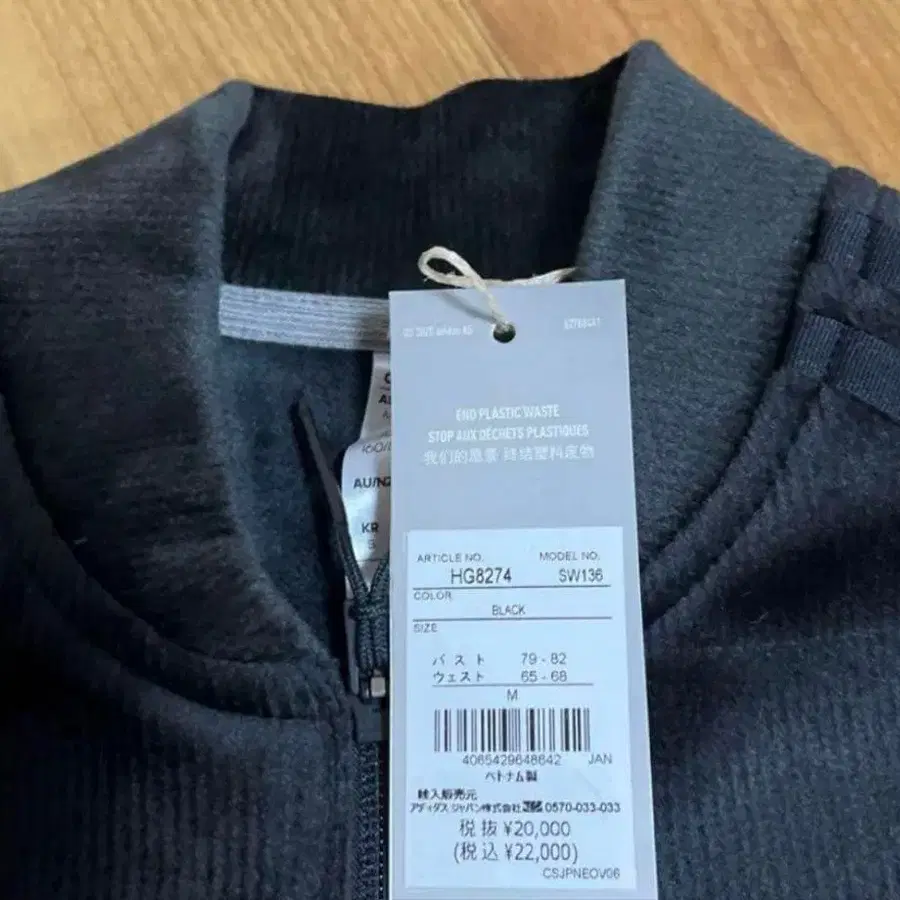 END PLASTIC WASTE
STOP AUX DÉCHETS PLASTIQUES
我们的愿景 终结塑料废物
160/
AU/NZ
KR
S
ARTICLE NO. MODEL NO.
HG8274 SW136
COLOR
BLACK
SIZE
バスト 79 - 82
ウェスト 65 - 68
M
4065429648642 JAN
ベトナム製
輸入販売元
アディダス ジャパン株式会社 0570-033-033
税抜 ¥20,000
(税込 ¥22,000)
CSJPNEOV06